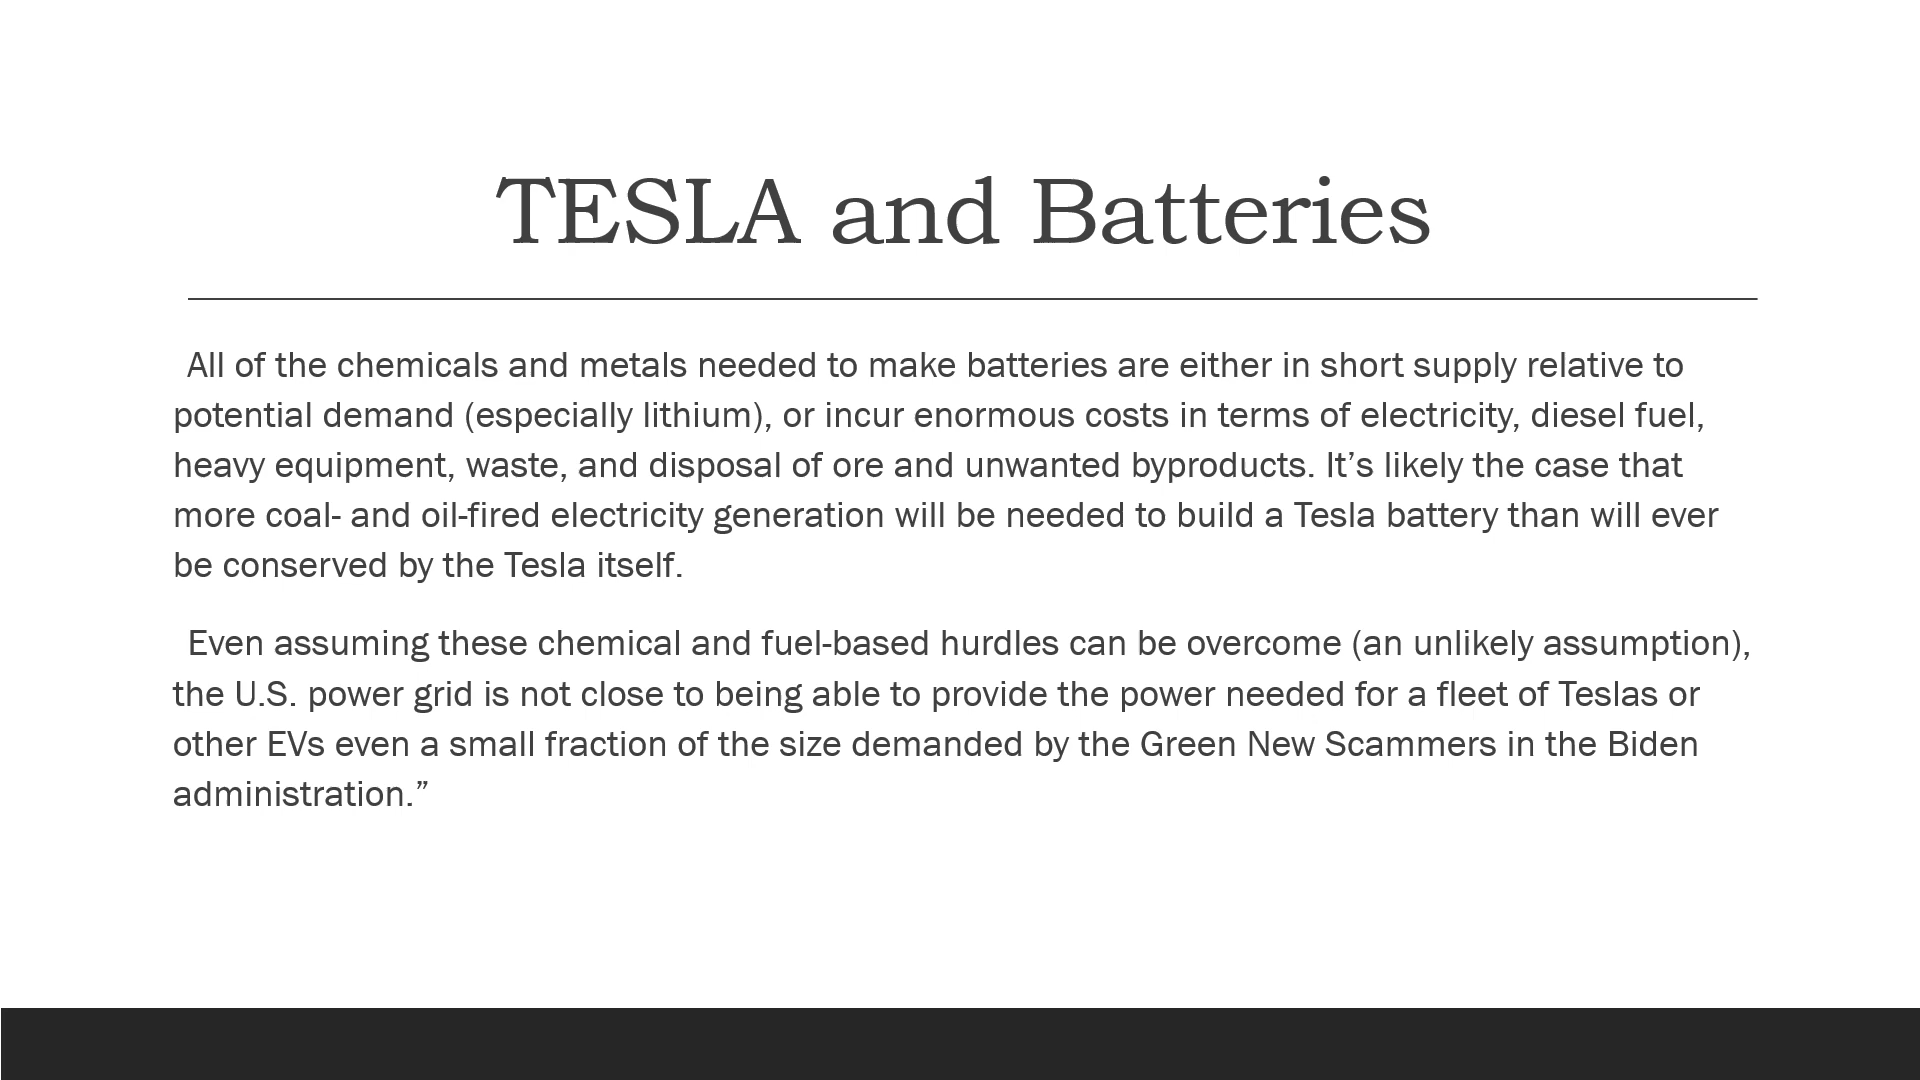 TESLA and Batteries
All of the chemicals and metals needed to make batteries are either in short supply relative to
potential demand (especially lithium), or incur enormous costs in terms of electricity, diesel fuel,
heavy equipment, waste, and disposal of ore and unwanted byproducts. It’s likely the case that
more coal- and oil-fired electricity generation will be needed to build a Tesla battery than will ever
be conserved by the Tesla itself.
Even assuming these chemical and fuel-based hurdles can be overcome (an unlikely assumption),
the U.S. power grid is not close to being able to provide the power needed for a fleet of Teslas or
other EVs even a small fraction of the size demanded by the Green New Scammers in the Biden
administration.”